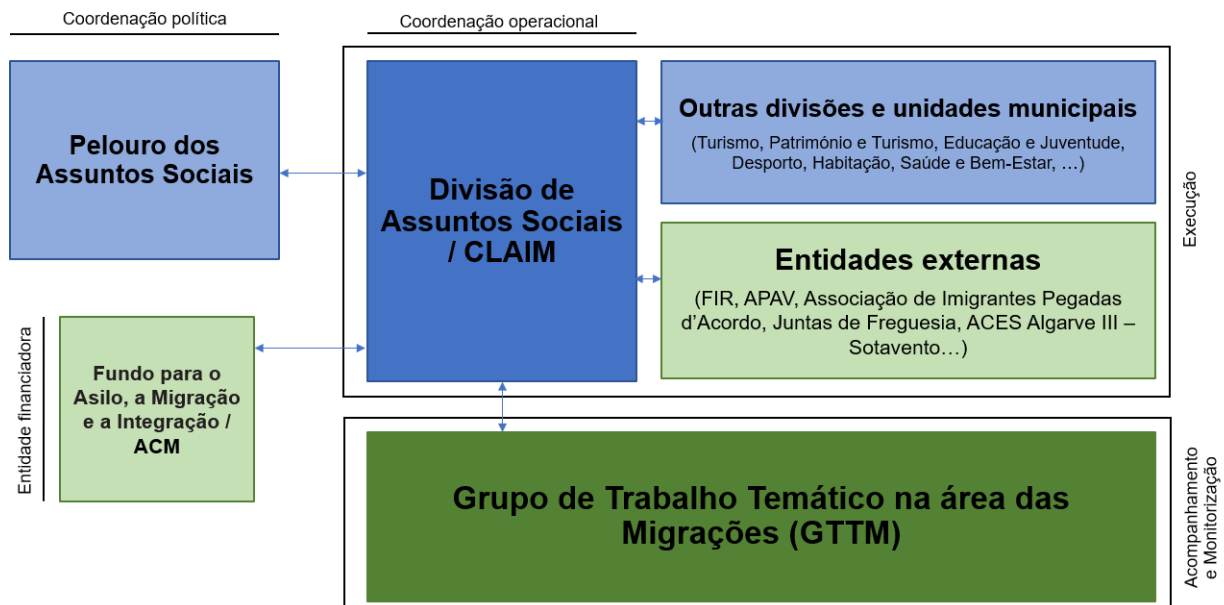 Coordenação política
Coordenação operacional
Pelouro dos
Assuntos Sociais
Divisão de
Assuntos Sociais
/ CLAIM
Outras divisões e unidades municipais
(Turismo, Património e Turismo, Educação e Juventude,
Desporto, Habitação, Saúde e Bem-Estar, …)
Entidades externas
(FIR, APAV, Associação de Imigrantes Pegadas
d’Acordo, Juntas de Freguesia, ACES Algarve III –
Sotavento…)
Execução
Entidade financiadora
Fundo para o
Asilo, a Migração
e a Integração /
ACM
Grupo de Trabalho Temático na área das
Migrações (GTTM)
Acompanhamento
e Monitorização